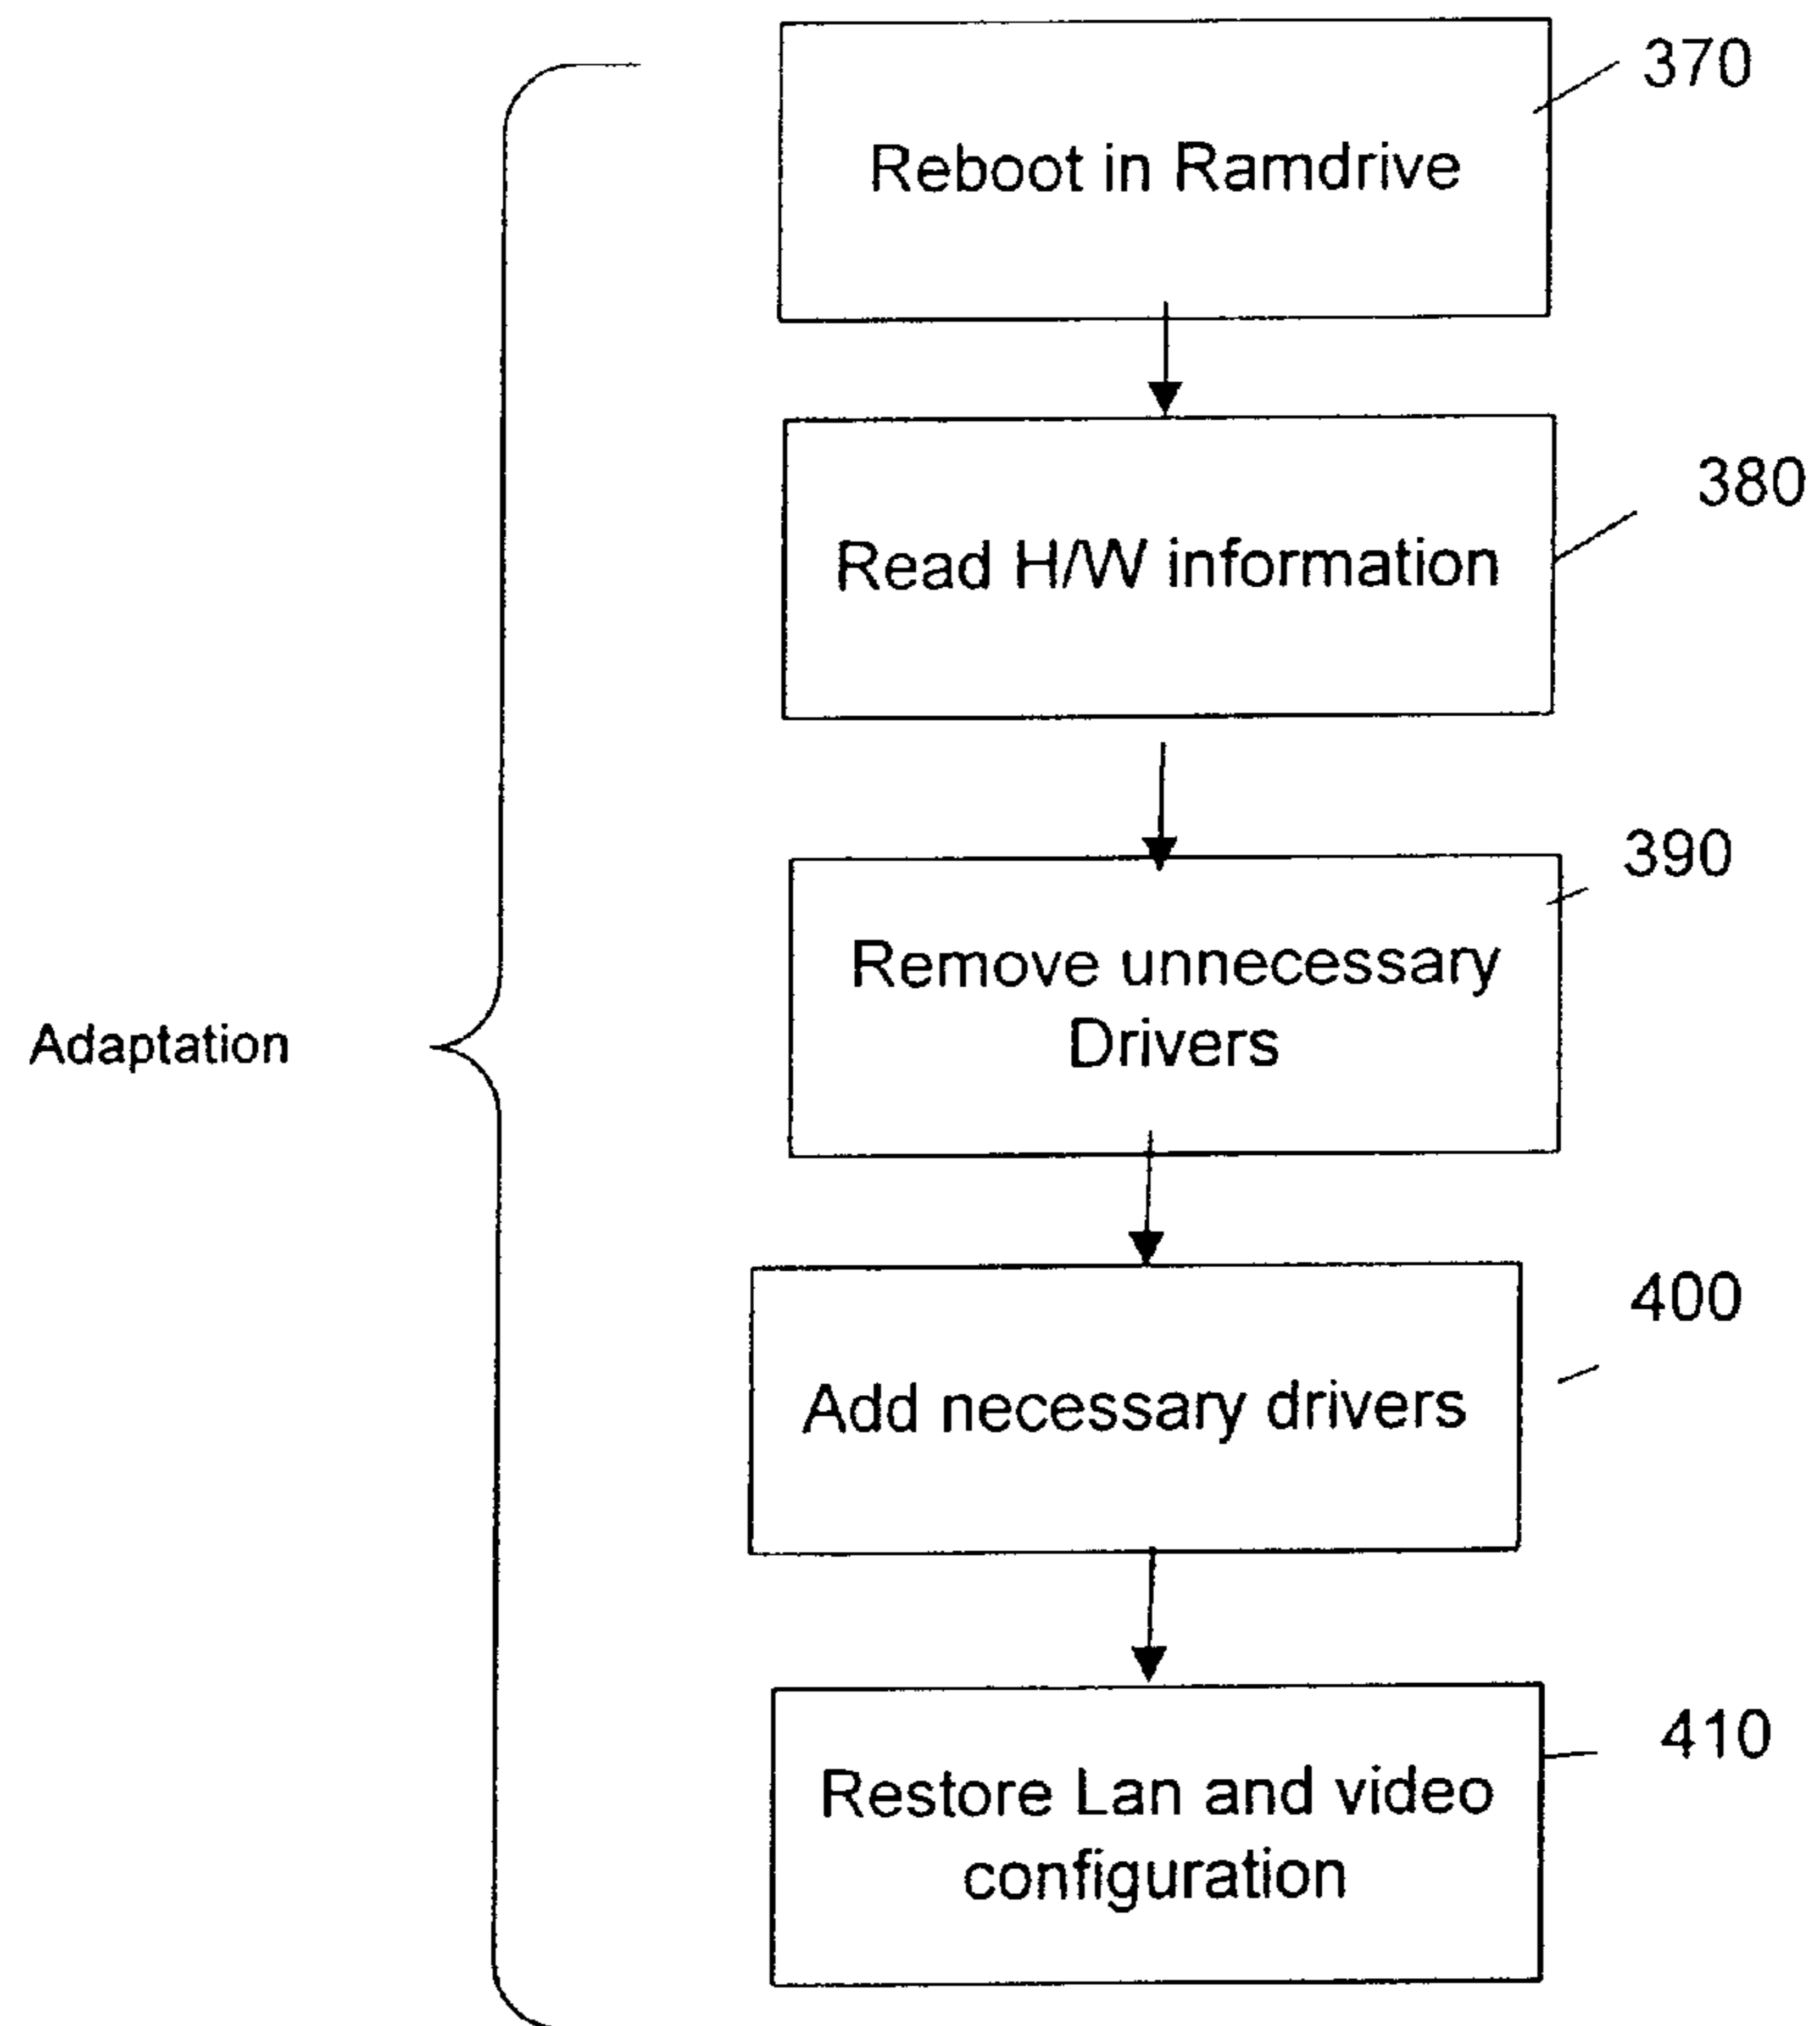 370
Reboot in Ramdrive
380
Read H/W information
390
Remove unnecessary
Drivers
Adaptation
400
Add necessary drivers
410
Restore Lan and video
configuration